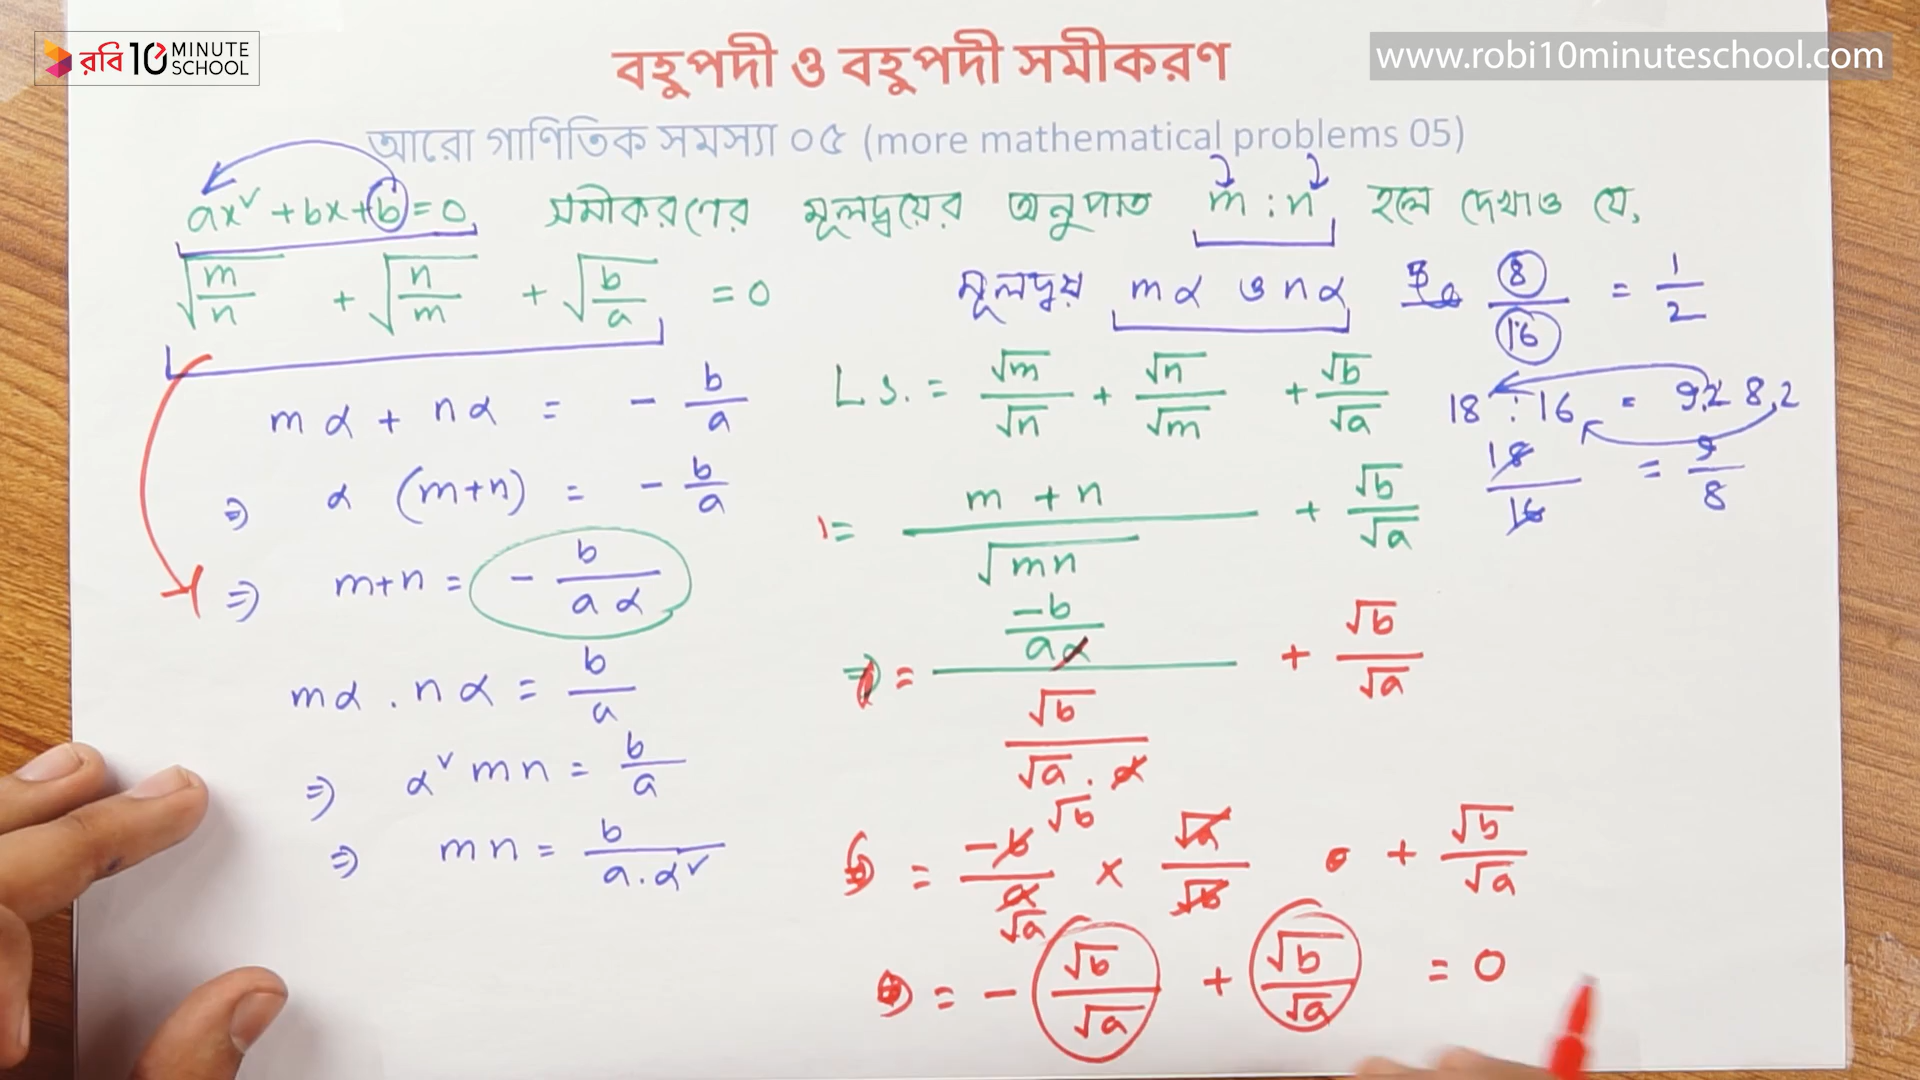 রবি 10 MINUTE SCHOOL
www.robi10minuteschool.com
বহুপদী ও বহুপদী সমীকরণ
আরো গাণিতিক সমস্যা ০৫ (more mathematical problems 05)
ax² + bx + b = 0 সমীকরণের মূলদ্বয়ের অনুপাত m : n হলে দেখাও যে,
√(m/n) + √(n/m) + √(b/a) = 0
মূলদ্বয় mα ও nα
8/16 = 1/2
18 : 16 = 9,2 8,2
18/16 = 9/8
mα + nα = - b/a
⇒ α (m+n) = - b/a
⇒ m+n = - b/aα
mα . nα = b/a
⇒ α² mn = b/a
⇒ mn = b/a.α²
L.S. = √m/√n + √n/√m + √b/√a
= (m + n)/√mn + √b/√a
= (-b/aα)/(√b/√a.α) + √b/√a
= -b/a × √a/√b + √b/√a
√b
√a
= - √b/√a + √b/√a = 0